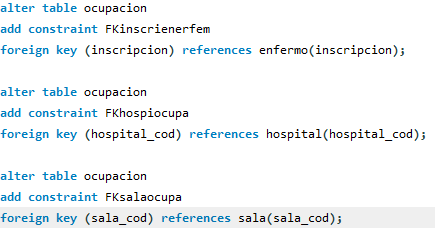 alter table ocupacion
add constraint FKinscrienerfem
foreign key (inscripcion) references enfermo(inscripcion);
alter table ocupacion
add constraint FKhospiocupa
foreign key (hospital_cod) references hospital(hospital_cod);
alter table ocupacion
add constraint FKsalaocupa
foreign key (sala_cod) references sala(sala_cod);